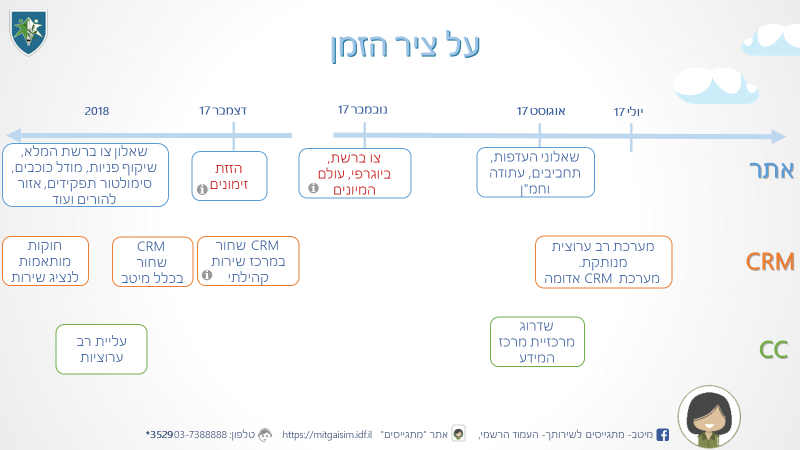 על ציר הזמן
יולי 17
אוגוסט 17
נובמבר 17
דצמבר 17
2018
אתר
שאלוני העדפות,
תחביבים, עתודה
וחמ"ן
צו ברשת,
ביוגרפי, עולם
המיונים
הזזת
זימונים
שאלון צו ברשת המלא,
שיקוף פניות, מודל כוכבים,
סימולטור תפקידים, אזור
להורים ועוד
CRM
מערכת רב ערוצית
מנותקת.
מערכת CRM אדומה
CRM שחור
במרכז שירות
קהילתי
CRM
שחור
בכלל מיטב
חוקות
מותאמות
לנציג שירות
CC
שדרוג
מרכזיית מרכז
המידע
עליית רב
ערוציות
מיטב- מתגייסים לשירותך- העמוד הרשמי, אתר "מתגייסים" https://mitgaisim.idf.il טלפון: 03-7388888 3529*